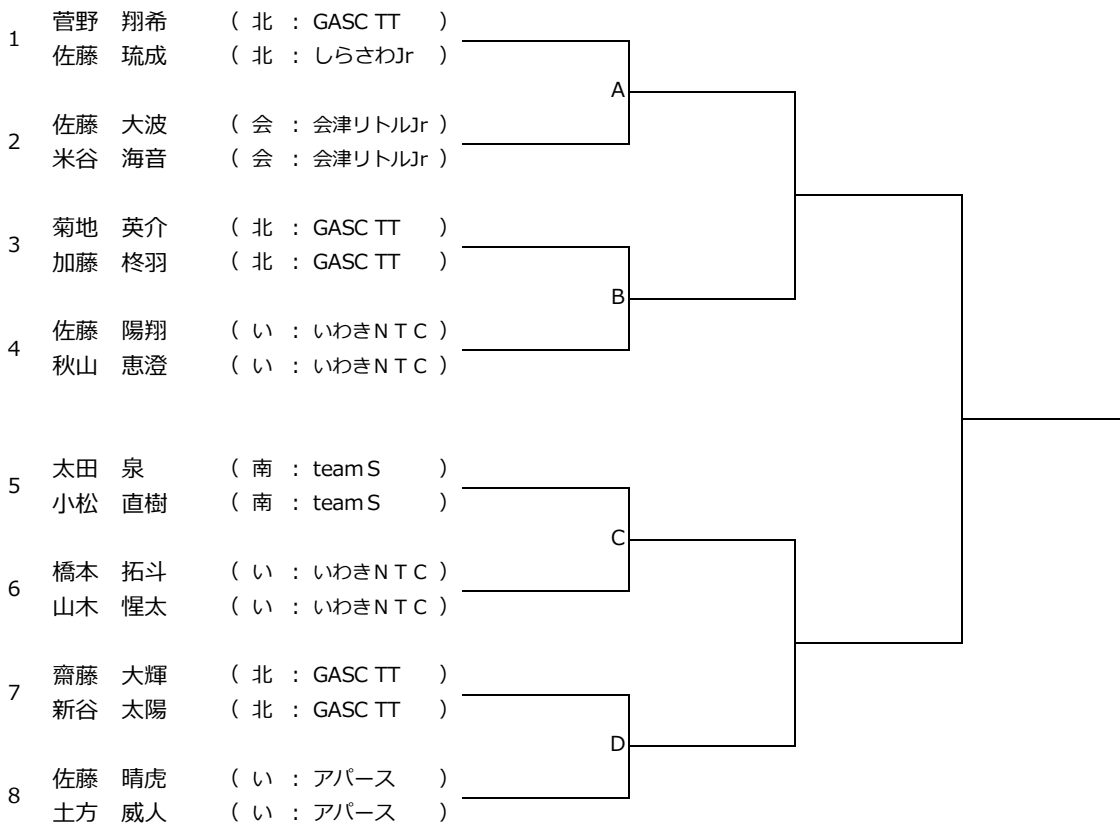 菅野 翔希 ( 北 : GASC TT )
1
佐藤 琉成 ( 北 : しらさわJr )
A
佐藤 大波 ( 会 : 会津リトルJr )
2
米谷 海音 ( 会 : 会津リトルJr )
菊地 英介 ( 北 : GASC TT )
3
加藤 柊羽 ( 北 : GASC TT )
B
佐藤 陽翔 ( い : いわきNTC )
4
秋山 恵澄 ( い : いわきNTC )
太田 泉 ( 南 : team S )
5
小松 直樹 ( 南 : team S )
C
橋本 拓斗 ( い : いわきNTC )
6
山木 惺太 ( い : いわきNTC )
齋藤 大輝 ( 北 : GASC TT )
7
新谷 太陽 ( 北 : GASC TT )
D
佐藤 晴虎 ( い : アパース )
8
土方 威人 ( い : アパース )